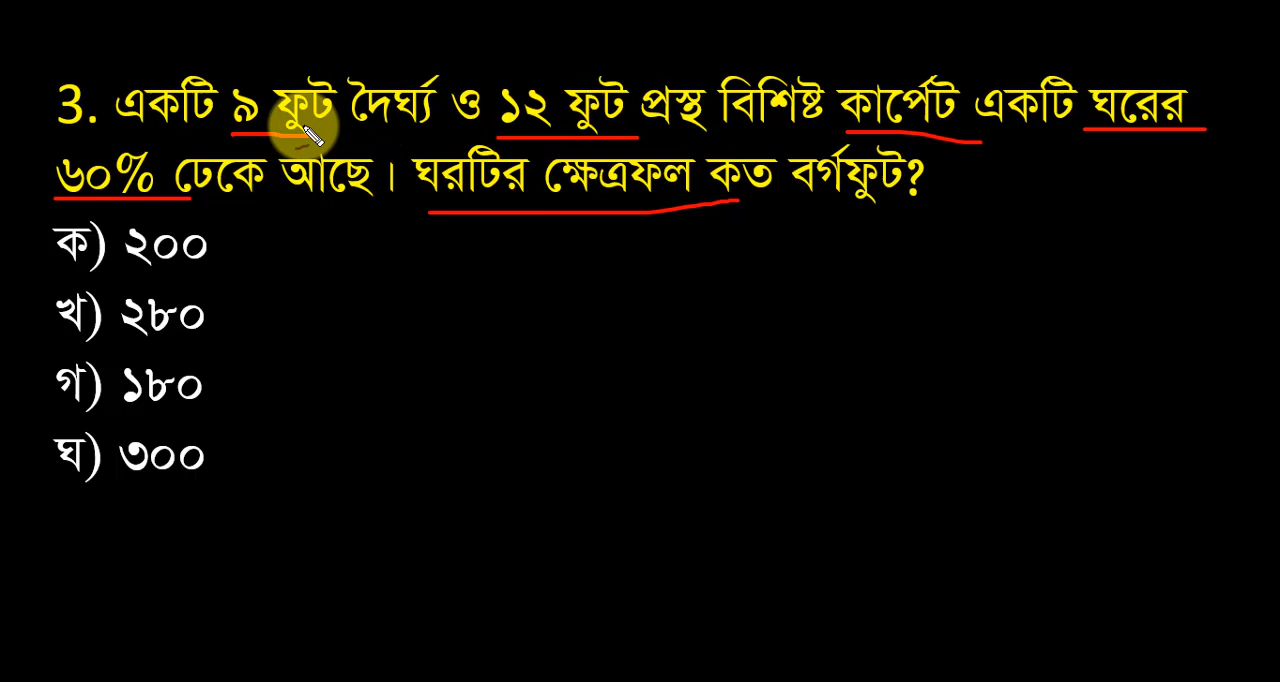 3. একটি ৯ ফুট দৈর্ঘ্য ও ১২ ফুট প্রস্থ বিশিষ্ট কার্পেট একটি ঘরের
৬০% ঢেকে আছে। ঘরটির ক্ষেত্রফল কত বর্গফুট?
ক) ২০০
খ) ২৮০
গ) ১৮০
ঘ) ৩০০